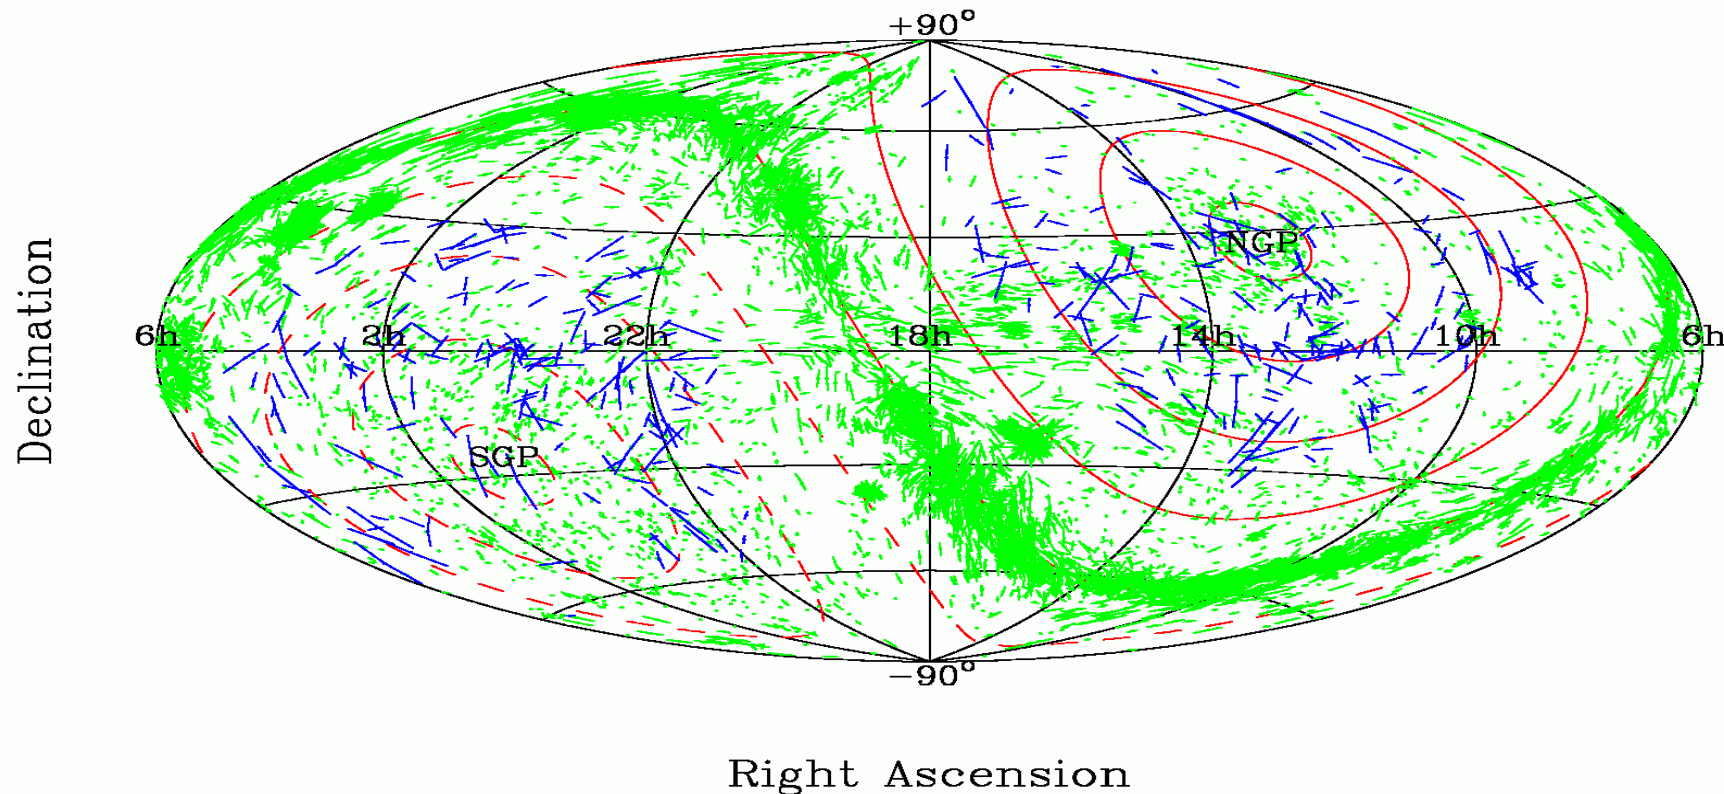 +90°
NGP
6h 2h 22h 18h 14h 10h 6h
SGP
-90°
Declination
Right Ascension